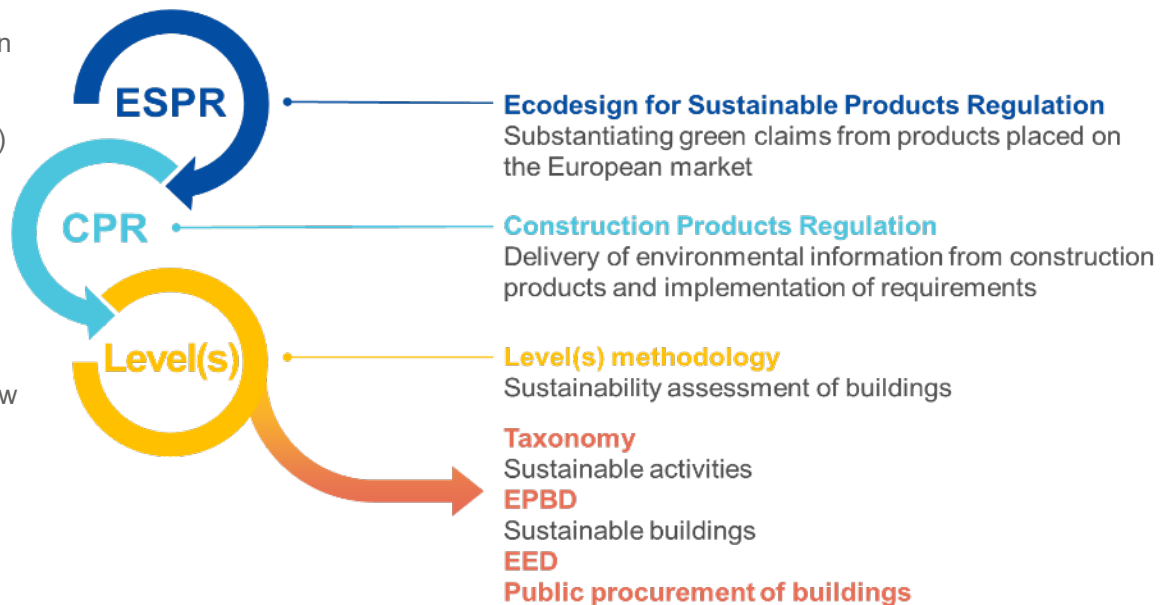 n
ESPR
)
Ecodesign for Sustainable Products Regulation
Substantiating green claims from products placed on
the European market
CPR
Construction Products Regulation
Delivery of environmental information from construction
products and implementation of requirements
Level(s)
Level(s) methodology
Sustainability assessment of buildings
w
Taxonomy
Sustainable activities
EPBD
Sustainable buildings
EED
Public procurement of buildings